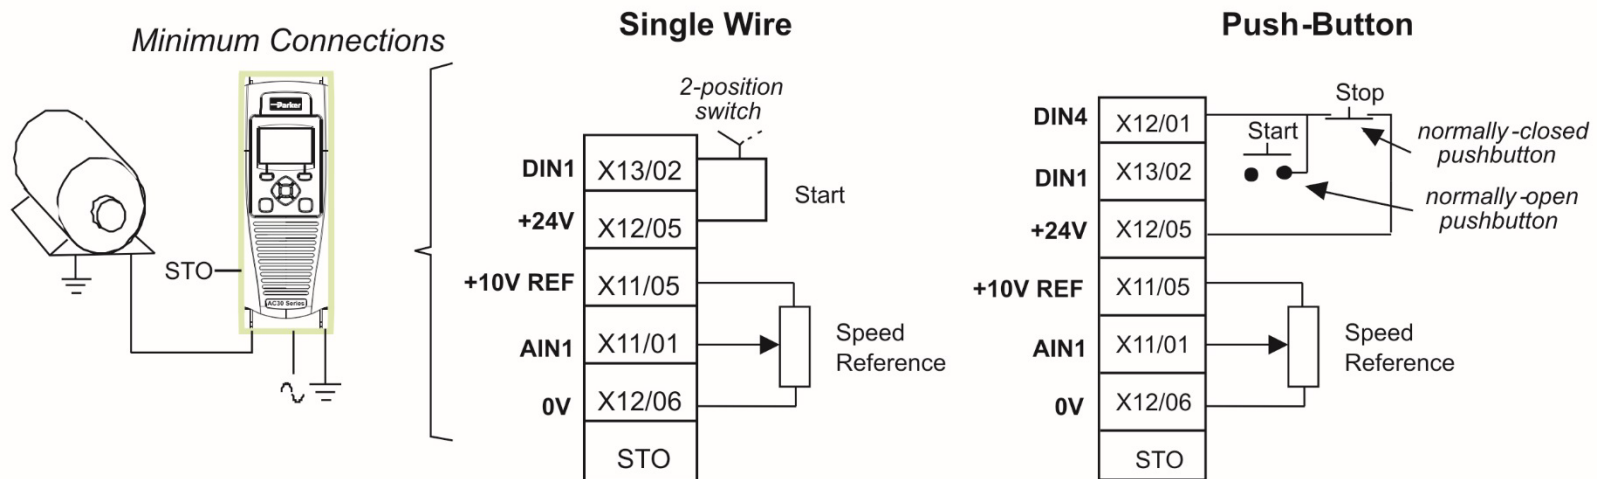 Minimum Connections
Parker
AC30 Series
STO
Single Wire
2-position
switch
DIN1 X13/02
Start
+24V X12/05
+10V REF X11/05
AIN1 X11/01
Speed
Reference
0V X12/06
STO
Push-Button
DIN4 X12/01
Stop
Start
normally-closed
pushbutton
DIN1 X13/02
normally-open
pushbutton
+24V X12/05
+10V REF X11/05
AIN1 X11/01
Speed
Reference
0V X12/06
STO